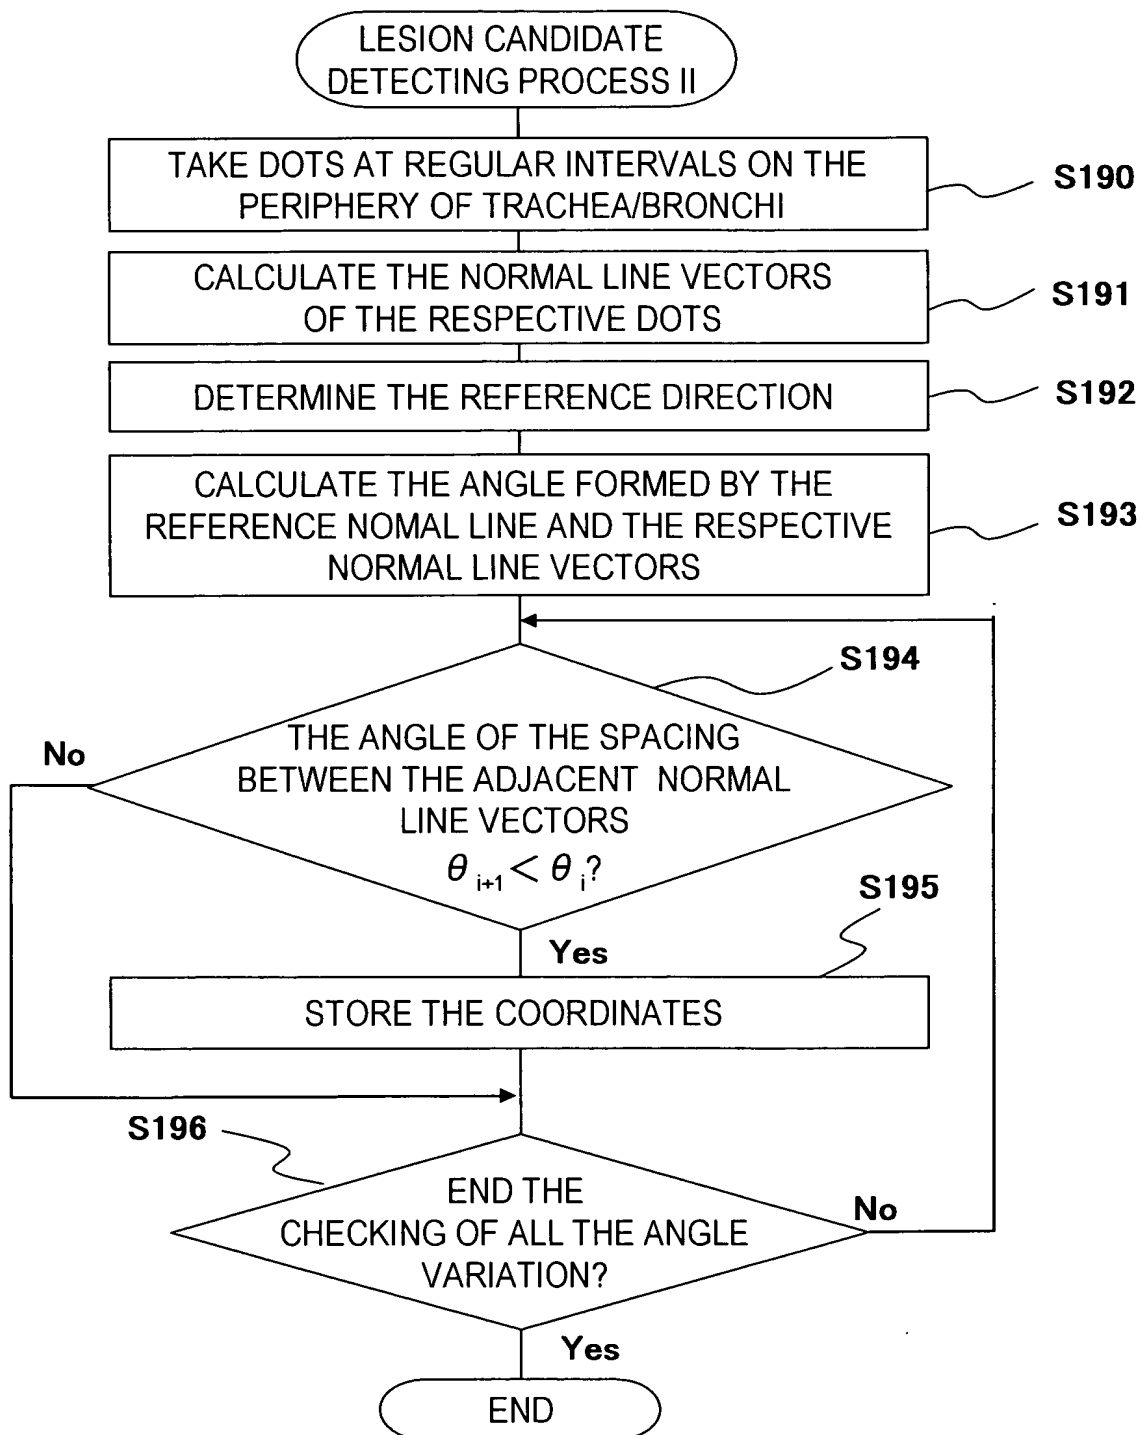 LESION CANDIDATE
DETECTING PROCESS II
TAKE DOTS AT REGULAR INTERVALS ON THE
PERIPHERY OF TRACHEA/BRONCHI
S190
CALCULATE THE NORMAL LINE VECTORS
OF THE RESPECTIVE DOTS
S191
DETERMINE THE REFERENCE DIRECTION
S192
CALCULATE THE ANGLE FORMED BY THE
REFERENCE NOMAL LINE AND THE RESPECTIVE
NORMAL LINE VECTORS
S193
S194
No
THE ANGLE OF THE SPACING
BETWEEN THE ADJACENT NORMAL
LINE VECTORS
θ i+1 < θ i?
S195
Yes
STORE THE COORDINATES
S196
END THE
CHECKING OF ALL THE ANGLE
VARIATION?
No
Yes
END